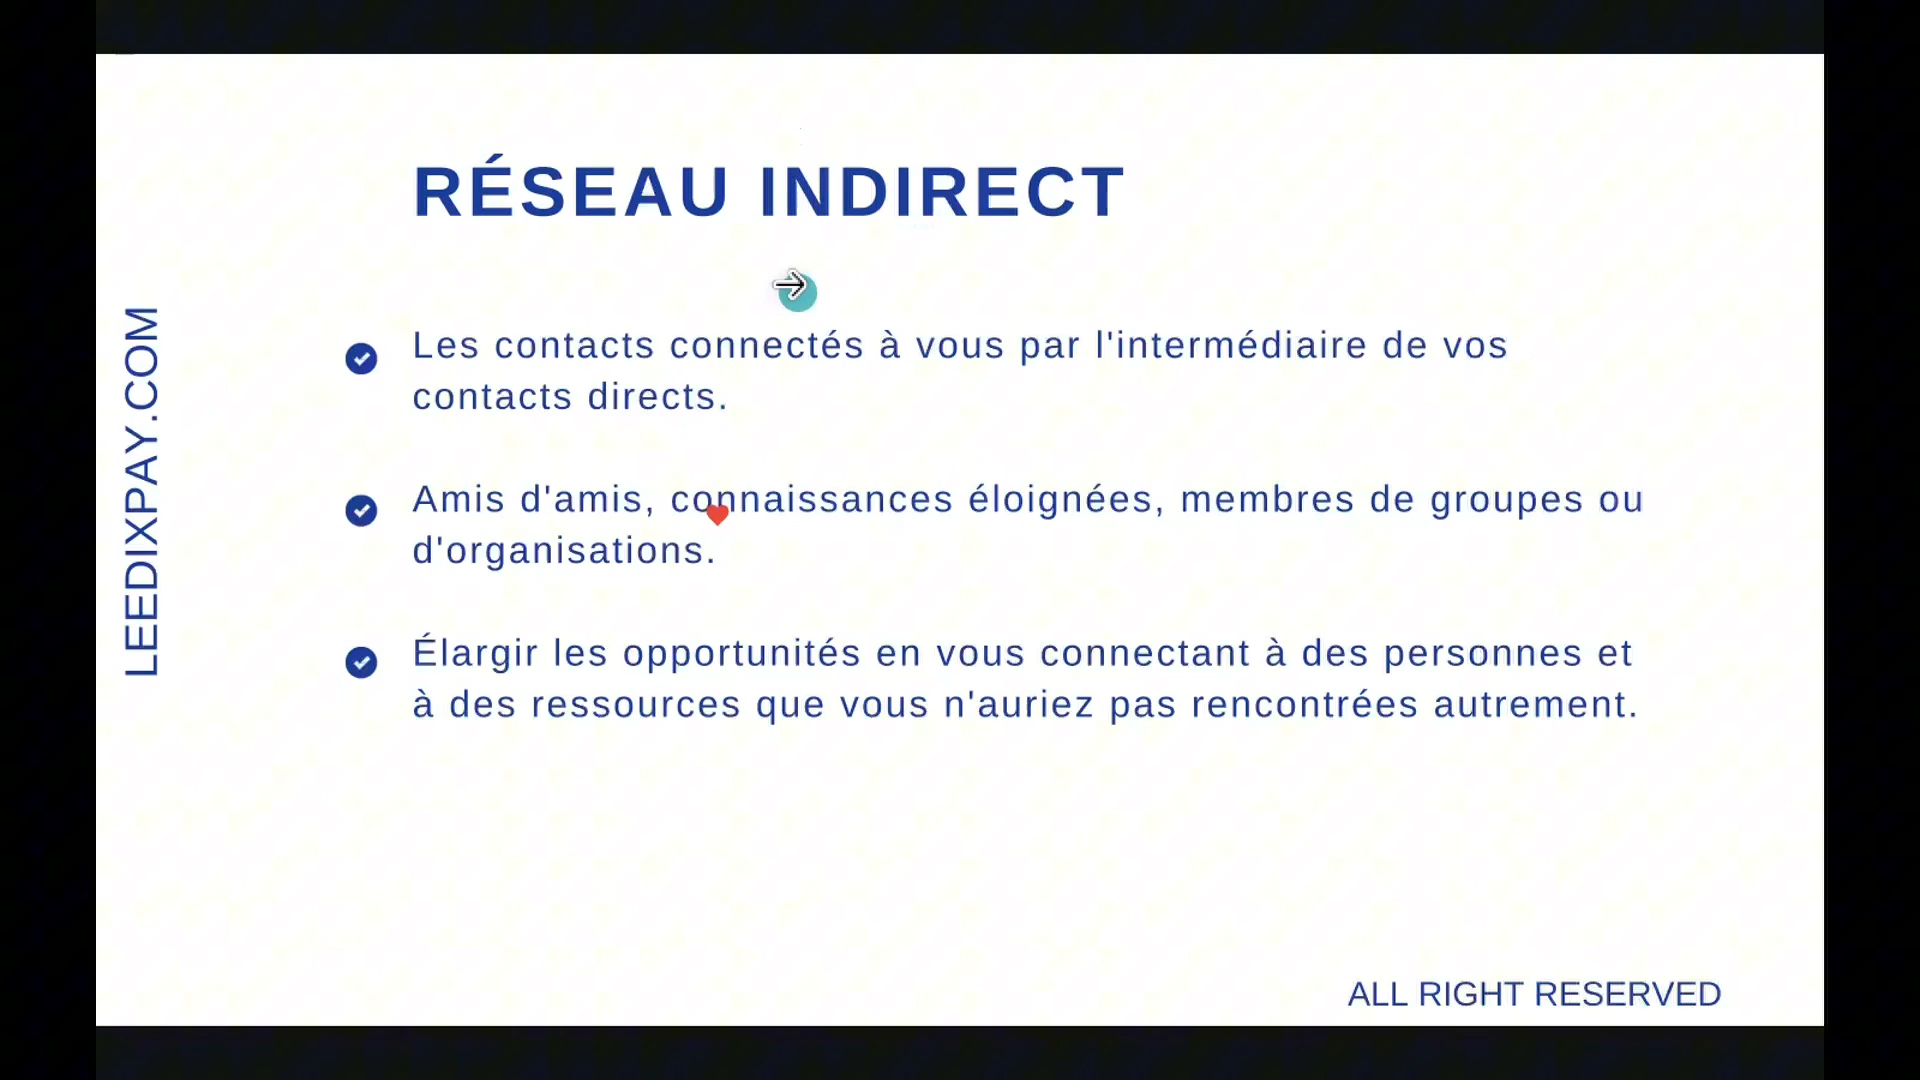 RÉSEAU INDIRECT
LEEDIXPAY.COM
Les contacts connectés à vous par l'intermédiaire de vos
contacts directs.
Amis d'amis, connaissances éloignées, membres de groupes ou
d'organisations.
Élargir les opportunités en vous connectant à des personnes et
à des ressources que vous n'auriez pas rencontrées autrement.
ALL RIGHT RESERVED